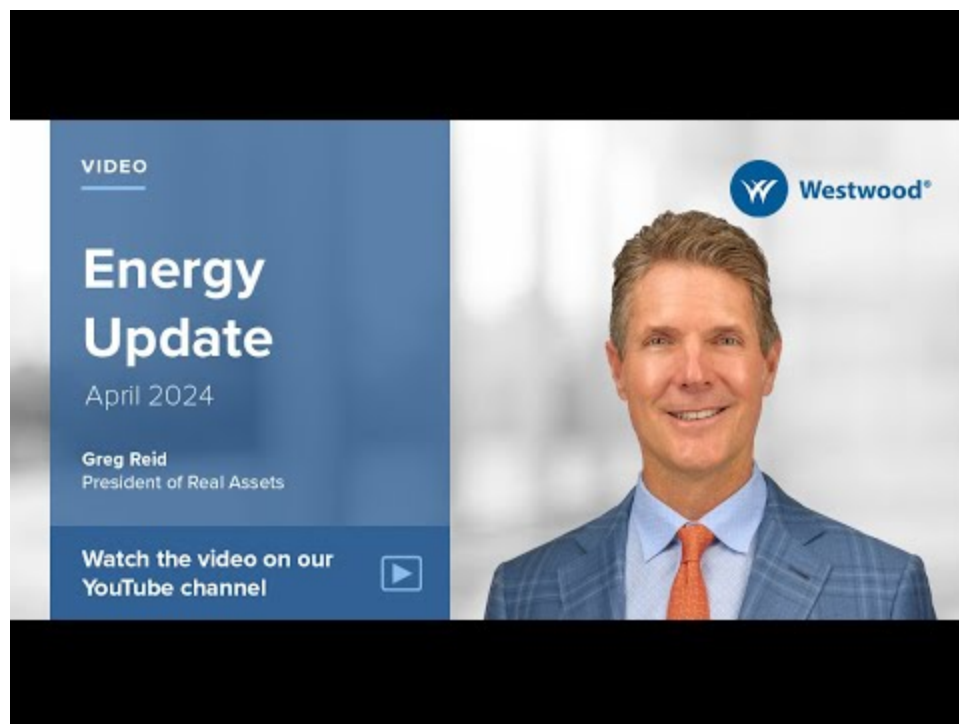 VIDEO
Westwood®
Energy
Update
April 2024
Greg Reid
President of Real Assets
Watch the video on our
YouTube channel